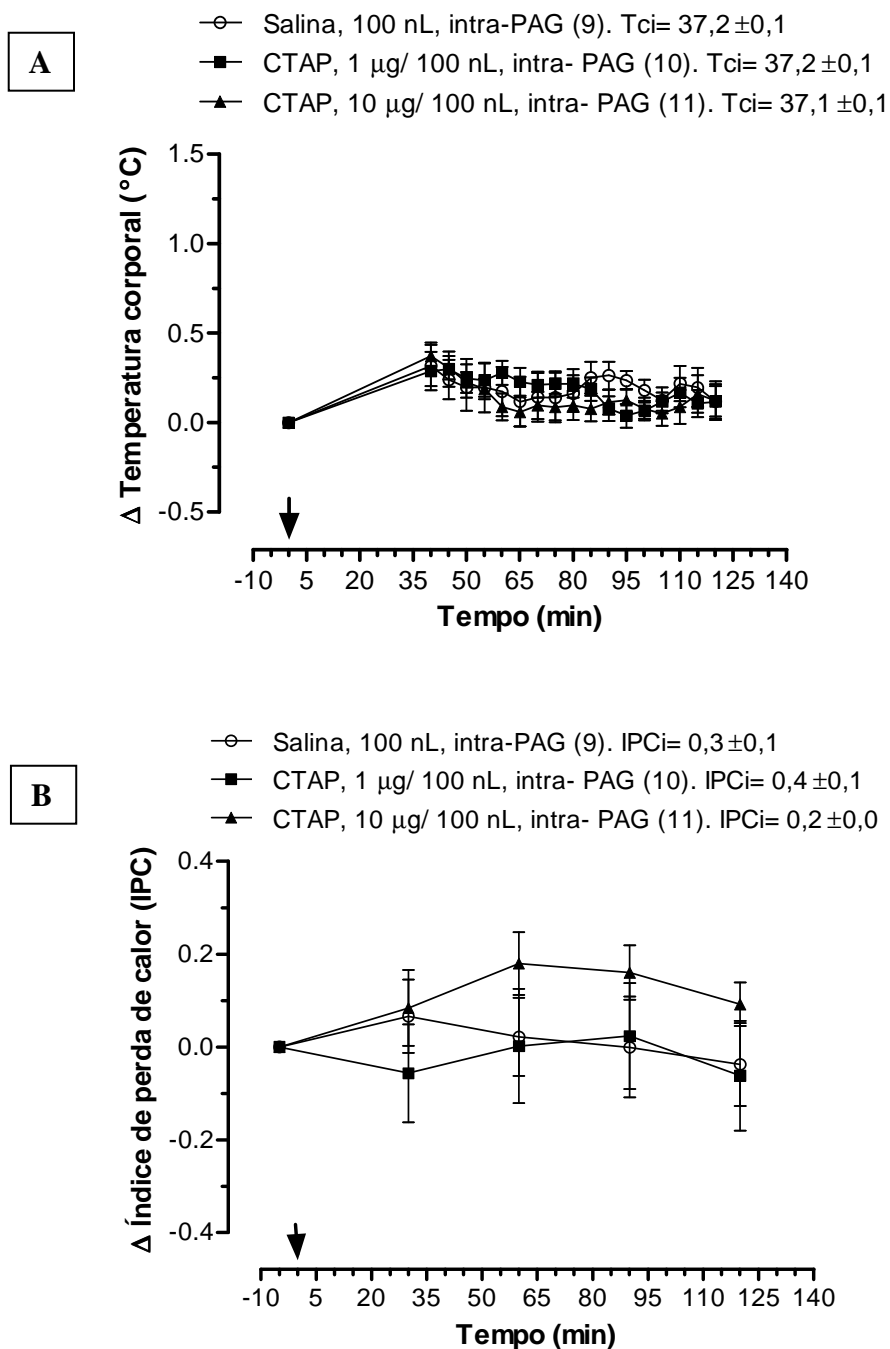 A
Salina, 100 nL, intra-PAG (9). Tci= 37,2 ±0,1
CTAP, 1 μg/ 100 nL, intra- PAG (10). Tci= 37,2 ±0,1
CTAP, 10 μg/ 100 nL, intra- PAG (11). Tci= 37,1 ±0,1
Δ Temperatura corporal (°C)
1.5
1.0
0.5
0.0
-0.5
-10 5 20 35 50 65 80 95 110 125 140
Tempo (min)
B
Salina, 100 nL, intra-PAG (9). IPCi= 0,3 ±0,1
CTAP, 1 μg/ 100 nL, intra- PAG (10). IPCi= 0,4 ±0,1
CTAP, 10 μg/ 100 nL, intra- PAG (11). IPCi= 0,2 ±0,0
Δ Índice de perda de calor (IPC)
0.4
0.2
0.0
-0.2
-0.4
-10 5 20 35 50 65 80 95 110 125 140
Tempo (min)